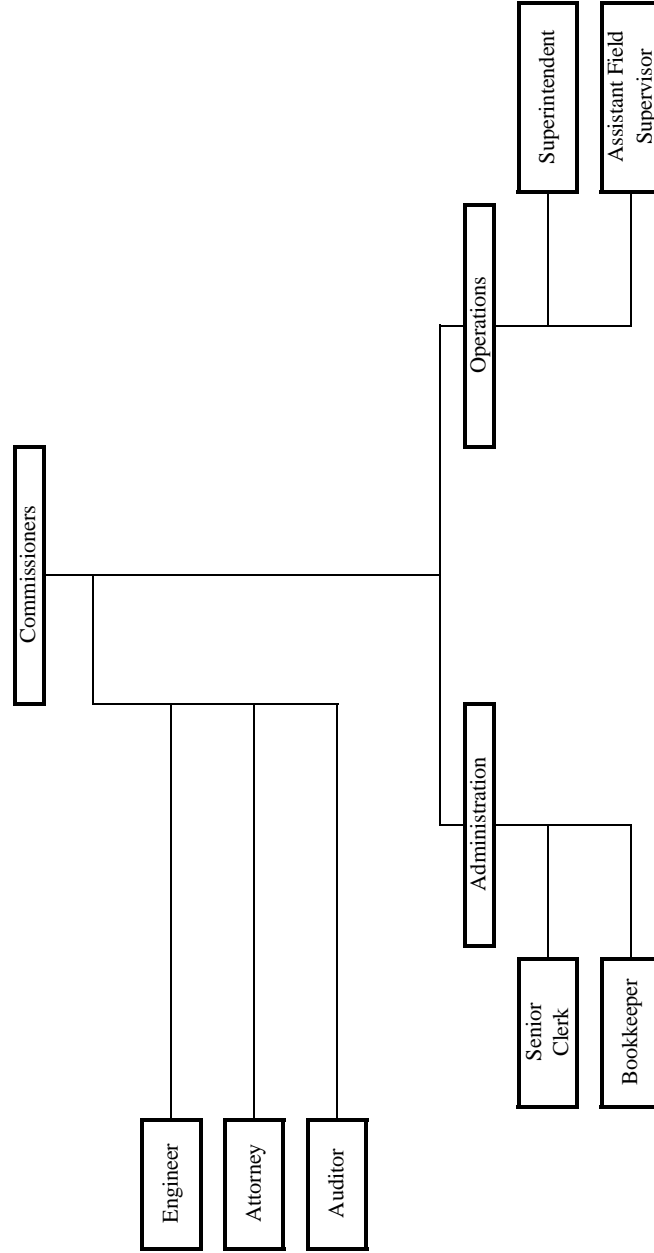 Commissioners
Engineer
Attorney
Auditor
Administration
Operations
Senior
Clerk
Superintendent
Bookkeeper
Assistant Field
Supervisor